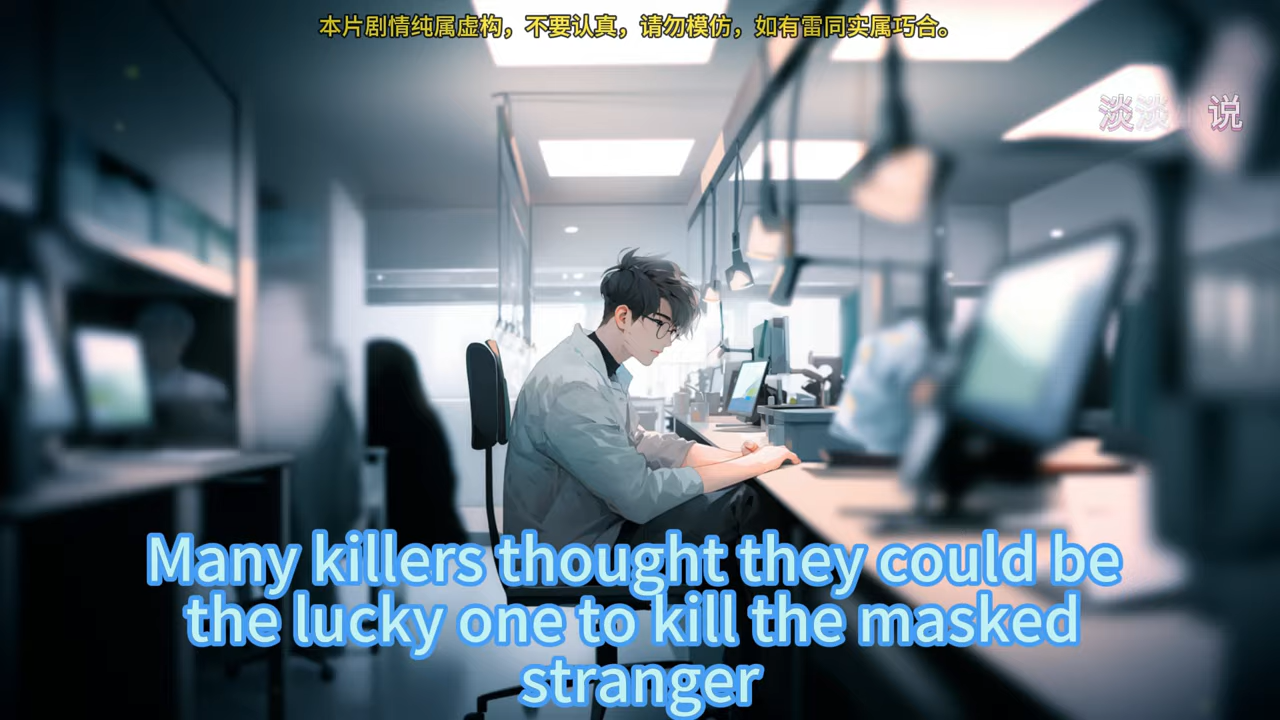 本片剧情纯属虚构，不要认真，请勿模仿，如有雷同实属巧合。
淡淡小说
Many killers thought they could be
the lucky one to kill the masked
stranger